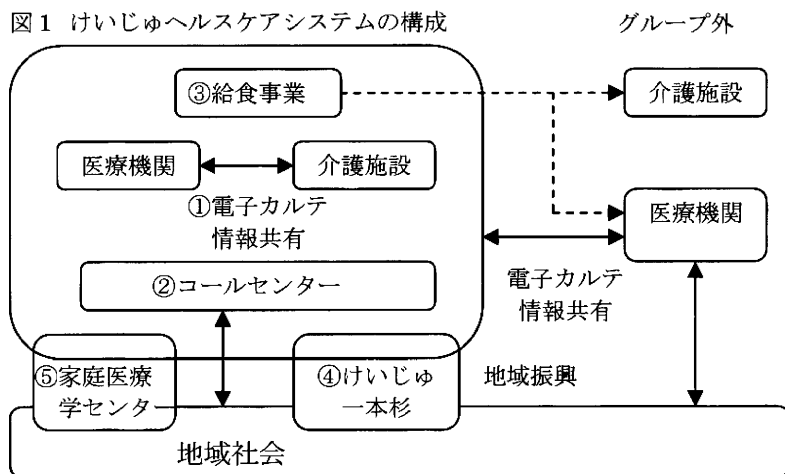 図1 けいじゅヘルスケアシステムの構成
グループ外
③給食事業
介護施設
医療機関
介護施設
①電子カルテ
情報共有
医療機関
②コールセンター
電子カルテ
情報共有
⑤家庭医療
学センター
④けいじゅ
一本杉
地域振興
地域社会